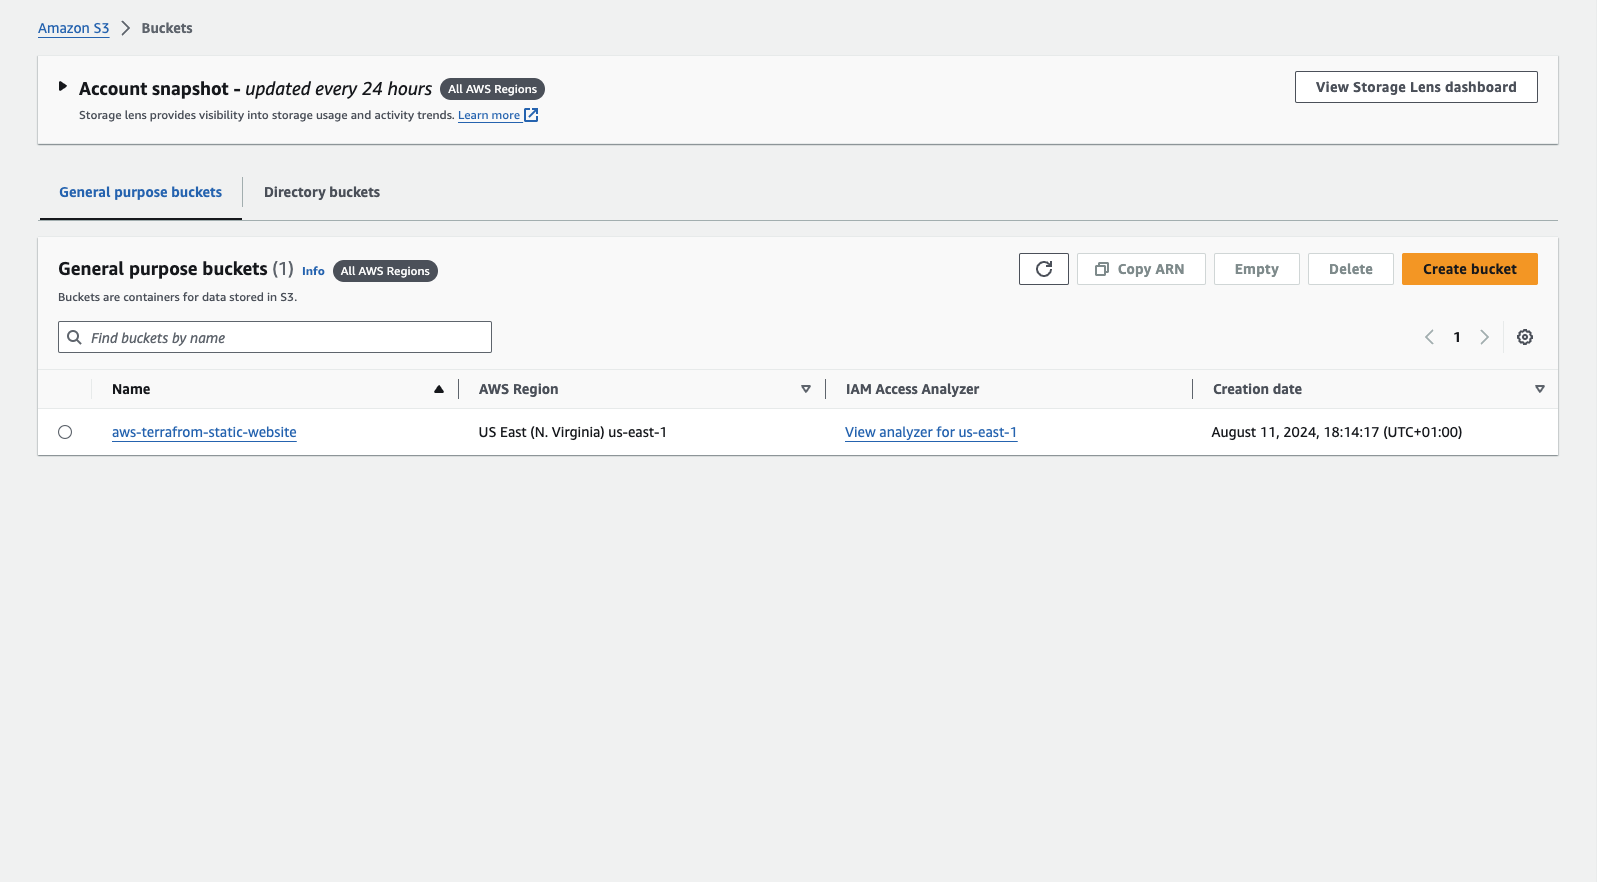 Amazon S3 > Buckets
Account snapshot - updated every 24 hours All AWS Regions
View Storage Lens dashboard
Storage lens provides visibility into storage usage and activity trends. Learn more
General purpose buckets Directory buckets
General purpose buckets (1) Info All AWS Regions
Copy ARN Empty Delete Create bucket
Buckets are containers for data stored in S3.
Find buckets by name
1
Name AWS Region IAM Access Analyzer Creation date
aws-terrafrom-static-website US East (N. Virginia) us-east-1 View analyzer for us-east-1 August 11, 2024, 18:14:17 (UTC+01:00)